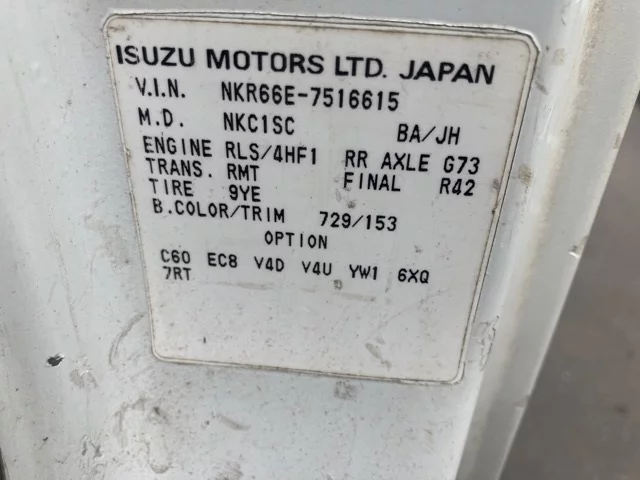 ISUZU MOTORS LTD. JAPAN
V.I.N. NKR66E-7516615
M.D. NKC1SC BA/JH
ENGINE RLS/4HF1 RR AXLE G73
TRANS. RMT FINAL R42
TIRE 9YE
B.COLOR/TRIM 729/153
OPTION
C60 EC8 V4D V4U YW1 6XQ
7RT